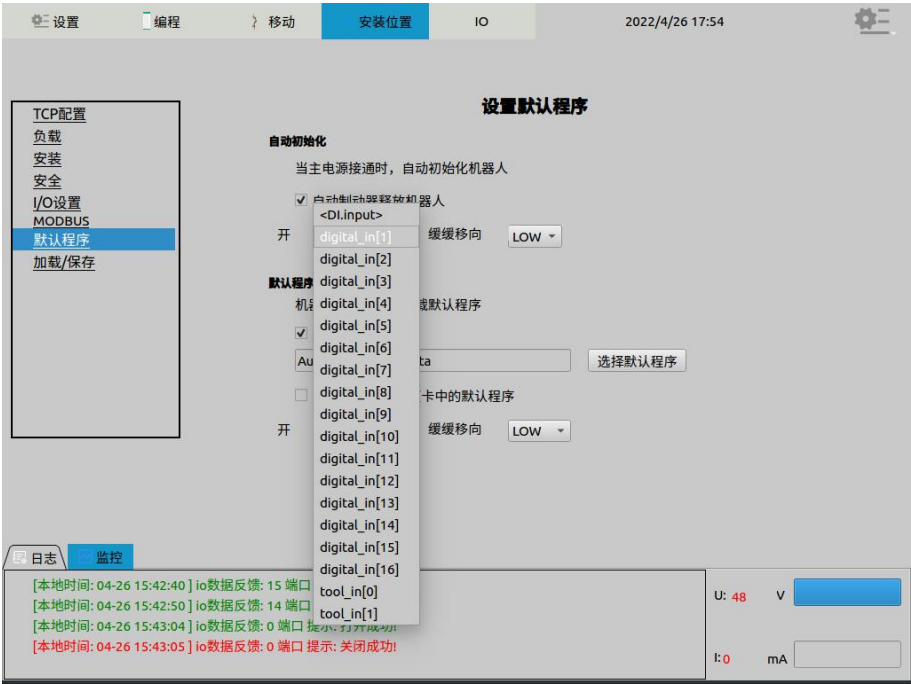 设置 编程 移动 安装位置 IO 2022/4/26 17:54
设置默认程序
TCP配置
负载
安装
安全
I/O设置
MODBUS
默认程序
加载/保存
自动初始化
当主电源接通时，自动初始化机器人
自动制动器释放机器人
开 缓缓移向 LOW
默认程序
机器 载默认程序
Au ta 选择默认程序
卡中的默认程序
开 缓缓移向 LOW
<DI.input>
digital_in[1]
digital_in[2]
digital_in[3]
digital_in[4]
digital_in[5]
digital_in[6]
digital_in[7]
digital_in[8]
digital_in[9]
digital_in[10]
digital_in[11]
digital_in[12]
digital_in[13]
digital_in[14]
digital_in[15]
digital_in[16]
tool_in[0]
tool_in[1]
日志 监控
[本地时间: 04-26 15:42:40 ] io数据反馈: 15 端口
[本地时间: 04-26 15:42:50 ] io数据反馈: 14 端口
[本地时间: 04-26 15:43:04 ] io数据反馈: 0 端口 提示: 打开成功!
[本地时间: 04-26 15:43:05 ] io数据反馈: 0 端口 提示: 关闭成功!
U: 48 V
I: 0 mA